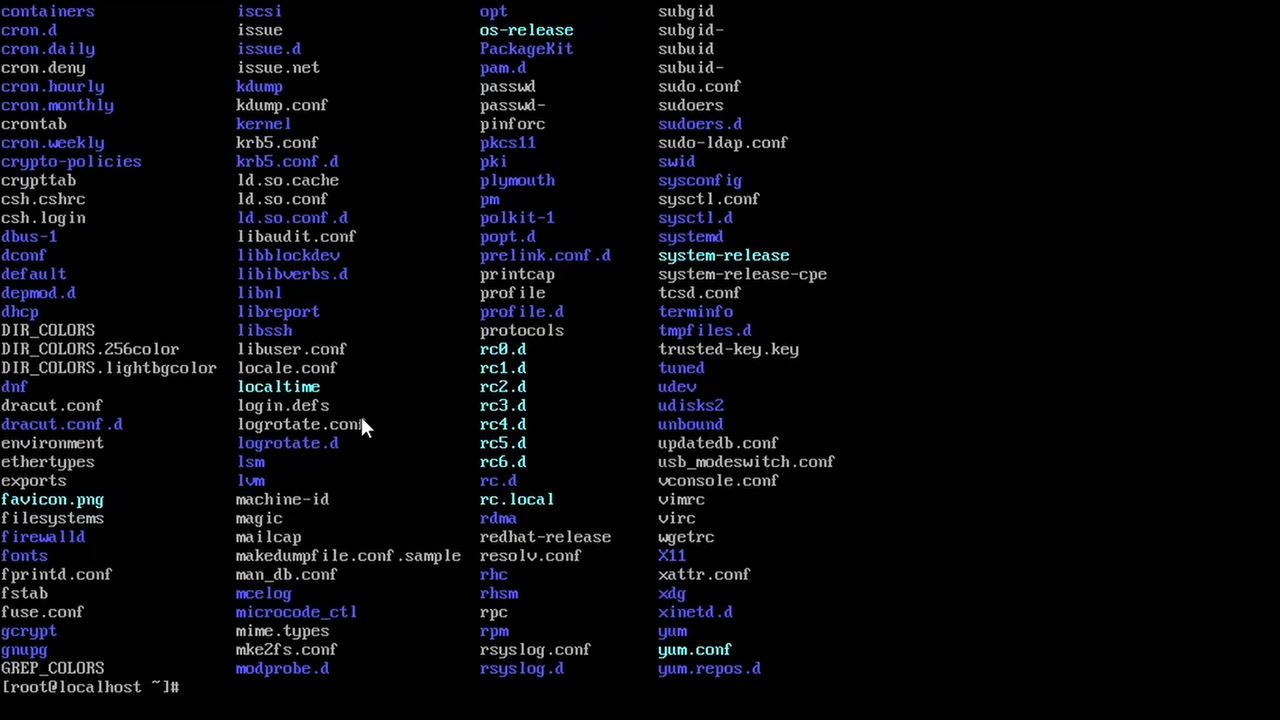 containers iscsi opt subgid
cron.d issue os-release subgid-
cron.daily issue.d PackageKit subuid
cron.deny issue.net pam.d subuid-
cron.hourly kdump passwd sudo.conf
cron.monthly kdump.conf passwd- sudoers
crontab kernel pinforc sudoers.d
cron.weekly krb5.conf pkcs11 sudo-ldap.conf
crypto-policies krb5.conf.d pki swid
crypttab ld.so.cache plymouth sysconfig
csh.cshrc ld.so.conf pm sysctl.conf
csh.login ld.so.conf.d polkit-1 sysctl.d
dbus-1 libaudit.conf popt.d systemd
dconf libblockdev prelink.conf.d system-release
default libibverbs.d printcap system-release-cpe
depmod.d libnl profile tcsd.conf
dhcp libreport profile.d terminfo
DIR_COLORS libssh protocols tmpfiles.d
DIR_COLORS.256color libuser.conf rc0.d trusted-key.key
DIR_COLORS.lightbgcolor locale.conf rc1.d tuned
dnf localtime rc2.d udev
dracut.conf login.defs rc3.d udisks2
dracut.conf.d logrotate.conf rc4.d unbound
environment logrotate.d rc5.d updatedb.conf
ethertypes lsm rc6.d usb_modeswitch.conf
exports lvm rc.d vconsole.conf
favicon.png machine-id rc.local vimrc
filesystems magic rdma virc
firewalld mailcap redhat-release wgetrc
fonts makedumpfile.conf.sample resolv.conf X11
fprintd.conf man_db.conf rhc xattr.conf
fstab mcelog rhsm xdg
fuse.conf microcode_ctl rpc xinetd.d
gcrypt mime.types rpm yum
gnupg mke2fs.conf rsyslog.conf yum.conf
GREP_COLORS modprobe.d rsyslog.d yum.repos.d
[root@localhost ~]#